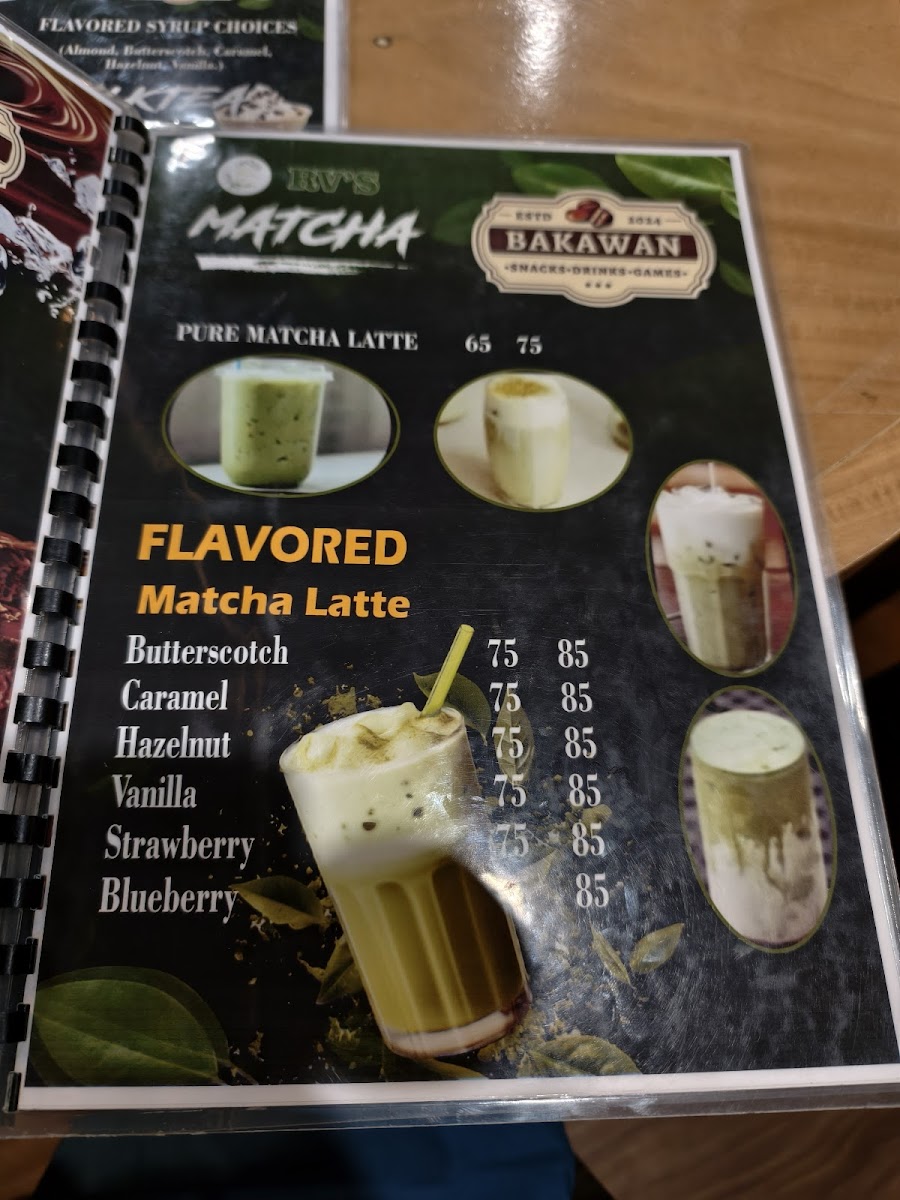 FLAVORED SYRUP CHOICES
(Almond, Butterscotch, Caramel,
Hazelnut, Vanilla.)
RV'S
MATCHA
ESTD 2024
BAKAWAN
•SNACKS•DRINKS•GAMES•
PURE MATCHA LATTE 65 75
FLAVORED
Matcha Latte
Butterscotch 75 85
Caramel 75 85
Hazelnut 75 85
Vanilla 75 85
Strawberry 75 85
Blueberry 85